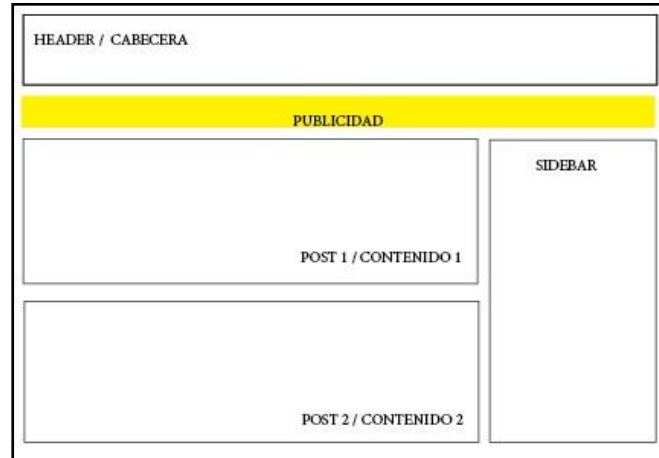 HEADER / CABECERA
PUBLICIDAD
SIDEBAR
POST 1 / CONTENIDO 1
POST 2 / CONTENIDO 2